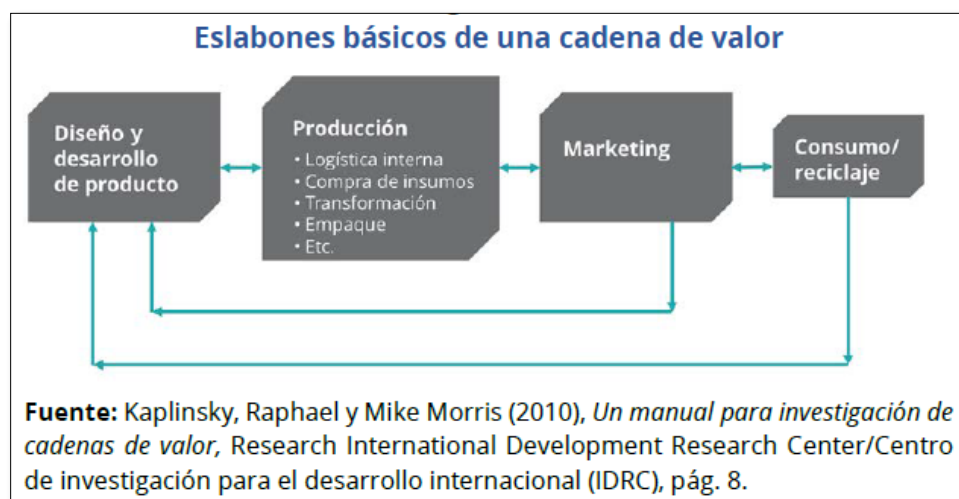 Eslabones básicos de una cadena de valor
Diseño y
desarrollo
de producto
Producción
• Logística interna
• Compra de insumos
• Transformación
• Empaque
• Etc.
Marketing
Consumo/
reciclaje
Fuente: Kaplinsky, Raphael y Mike Morris (2010), Un manual para investigación de
cadenas de valor, Research International Development Research Center/Centro
de investigación para el desarrollo internacional (IDRC), pág. 8.